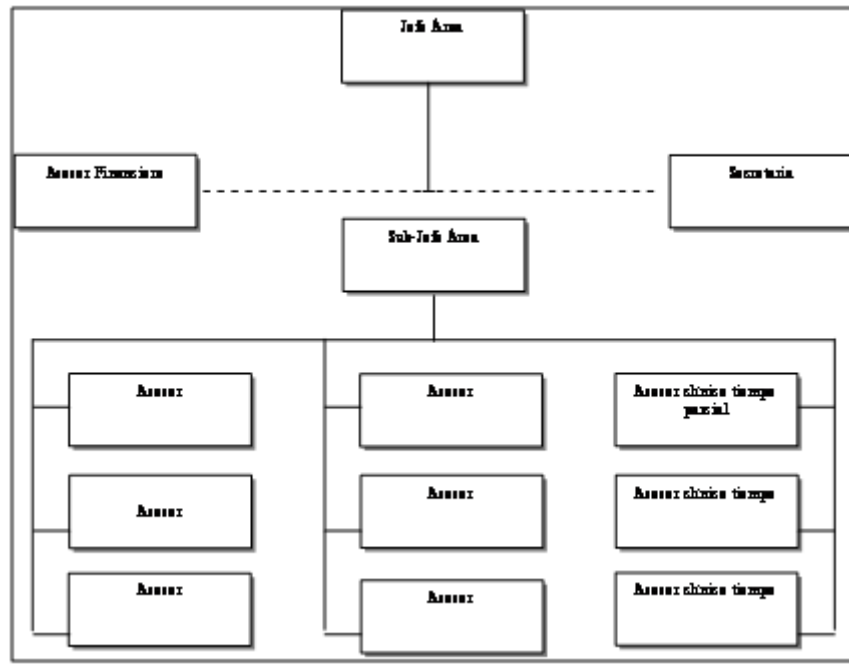 Jefe Área
Asesor Financiero
Secretaria
Sub-Jefe Área
Asesor
Asesor
Asesor clínico tiempo
parcial
Asesor
Asesor
Asesor clínico tiempo
Asesor
Asesor
Asesor clínico tiempo